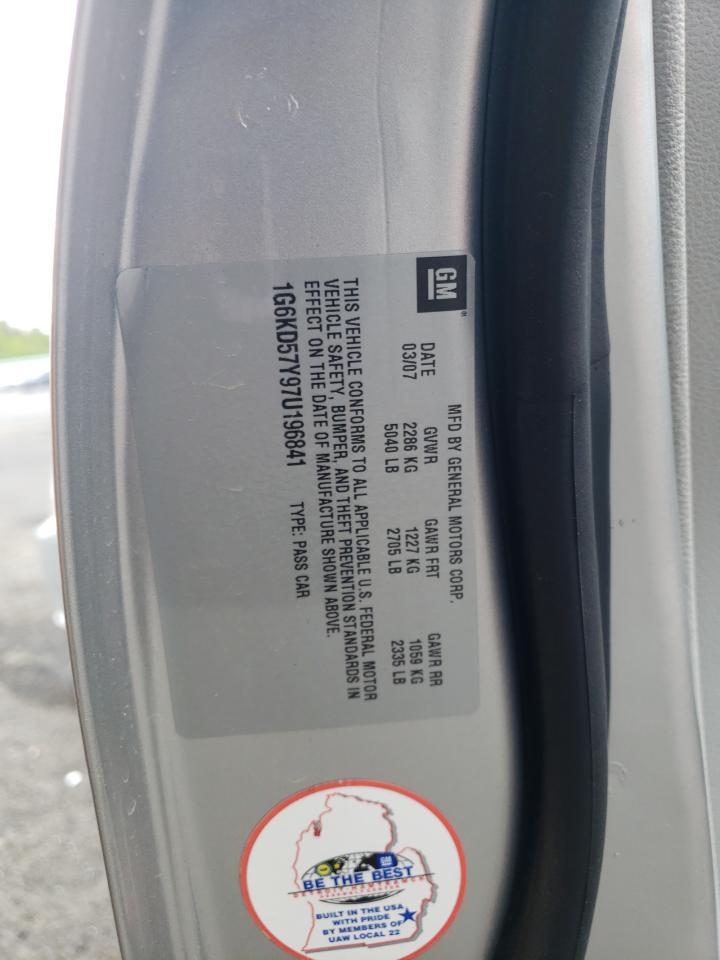 GM
MFD BY GENERAL MOTORS CORP.
DATE GVWR GAWR FRT GAWR RR
03/07 2286 KG 1227 KG 1059 KG
5040 LB 2705 LB 2335 LB
THIS VEHICLE CONFORMS TO ALL APPLICABLE U.S. FEDERAL MOTOR
VEHICLE SAFETY, BUMPER, AND THEFT PREVENTION STANDARDS IN
EFFECT ON THE DATE OF MANUFACTURE SHOWN ABOVE.
1G6KD57Y97U196841 TYPE: PASS CAR
GM
BE THE BEST
DETROIT HAMTRAMCK
BUILT IN THE USA
WITH PRIDE
BY MEMBERS OF
UAW LOCAL 22